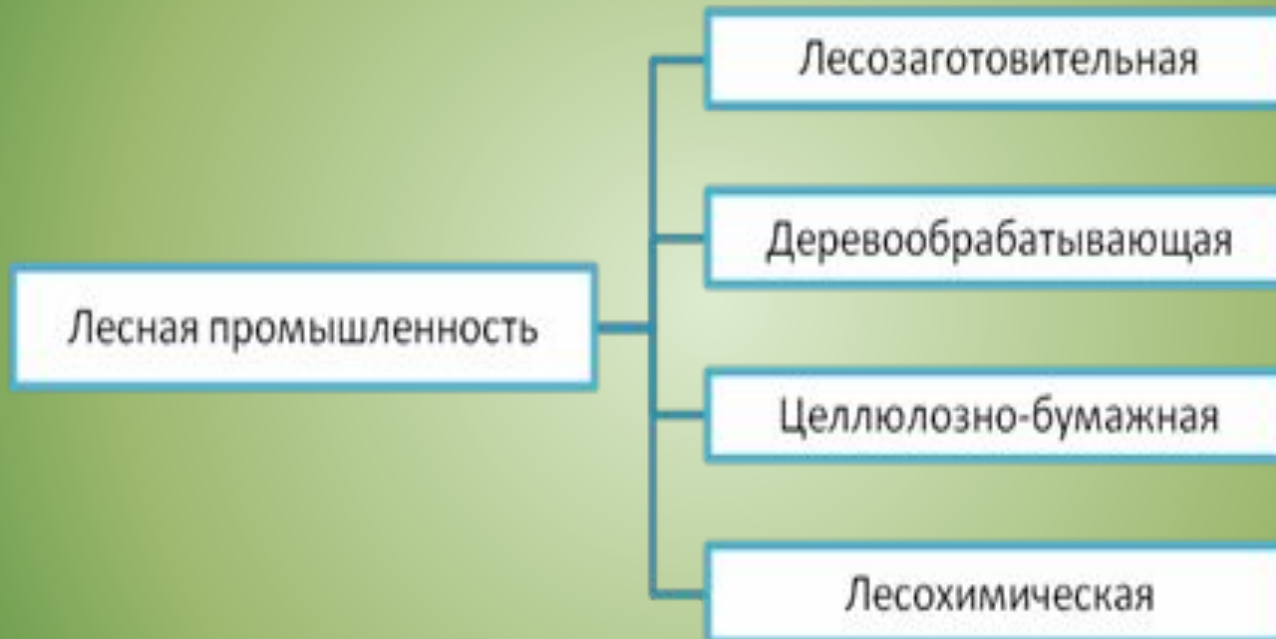 Лесная промышленность
Лесозаготовительная
Деревообрабатывающая
Целлюлозно-бумажная
Лесохимическая